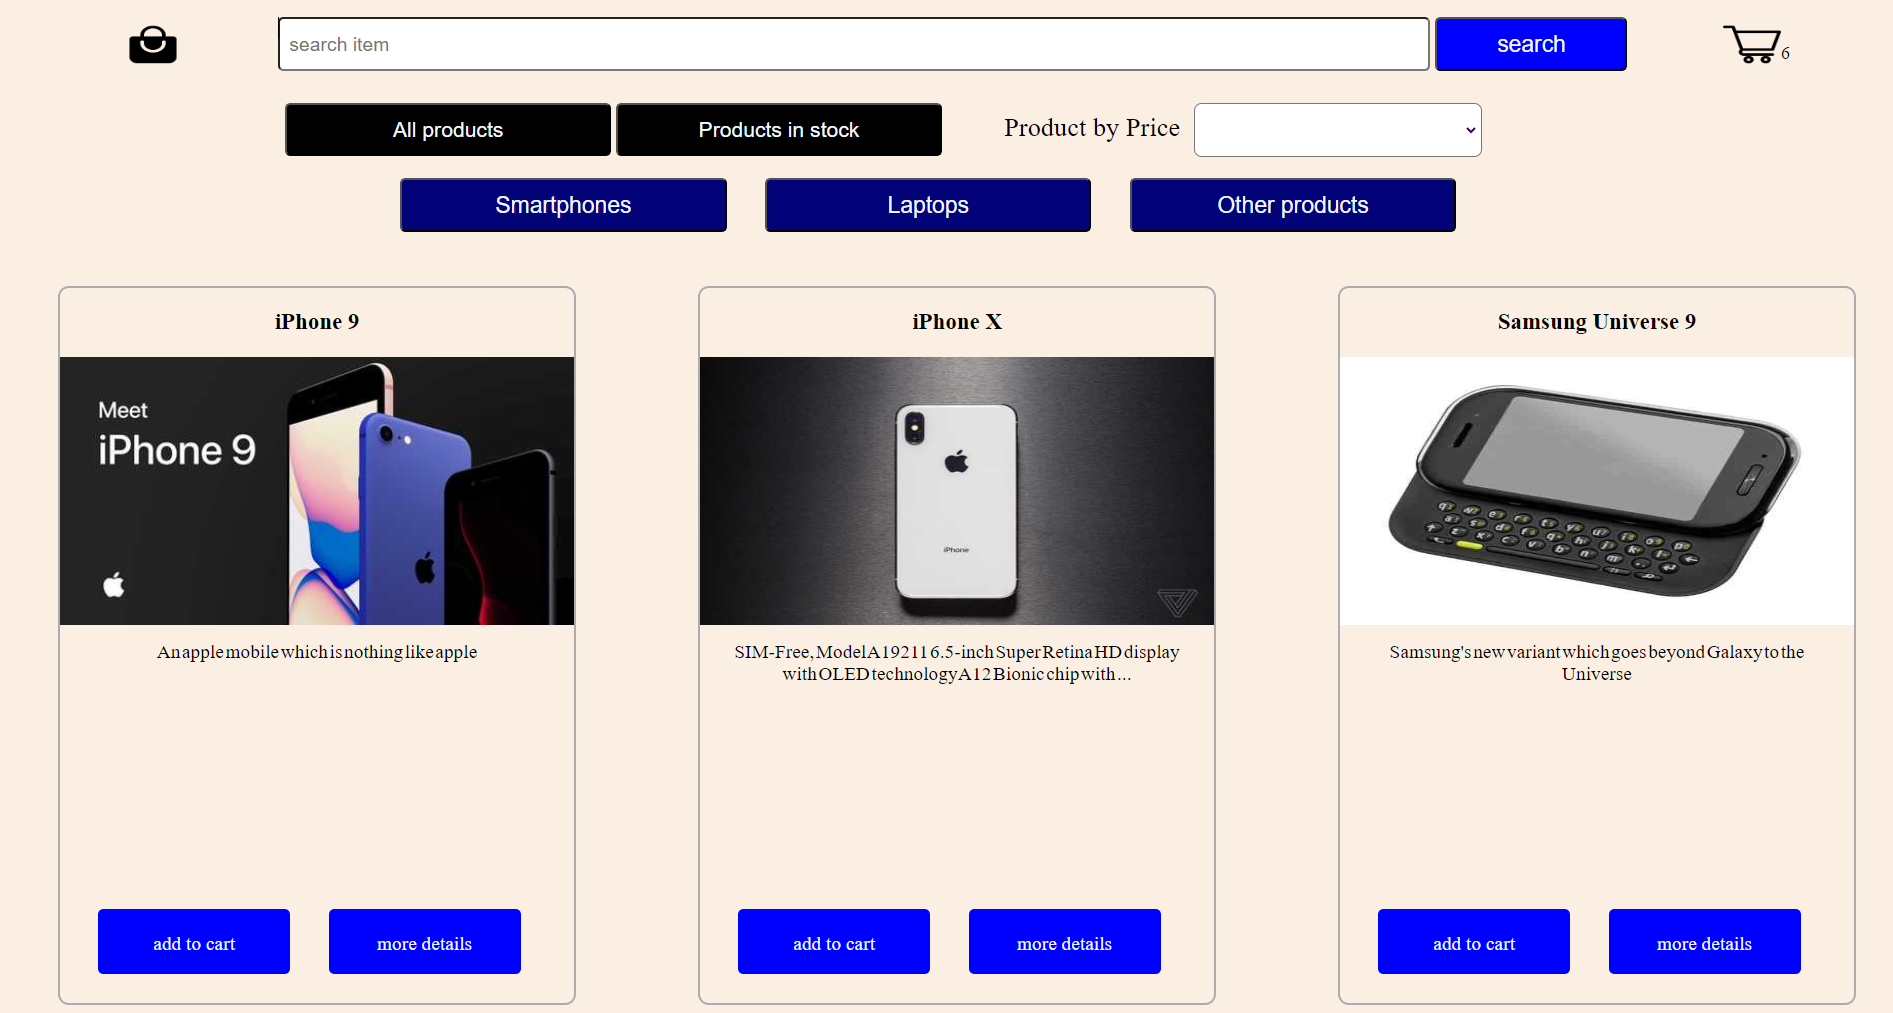 search item
search
6
All products
Products in stock
Product by Price
Smartphones
Laptops
Other products
iPhone 9
iPhone X
Samsung Universe 9
Meet
iPhone 9
iPhone
An apple mobile which is nothing like apple
SIM-Free, Model A19211 6.5-inch Super Retina HD display
with OLED technology A12 Bionic chip with ...
Samsung's new variant which goes beyond Galaxy to the
Universe
add to cart
more details
add to cart
more details
add to cart
more details